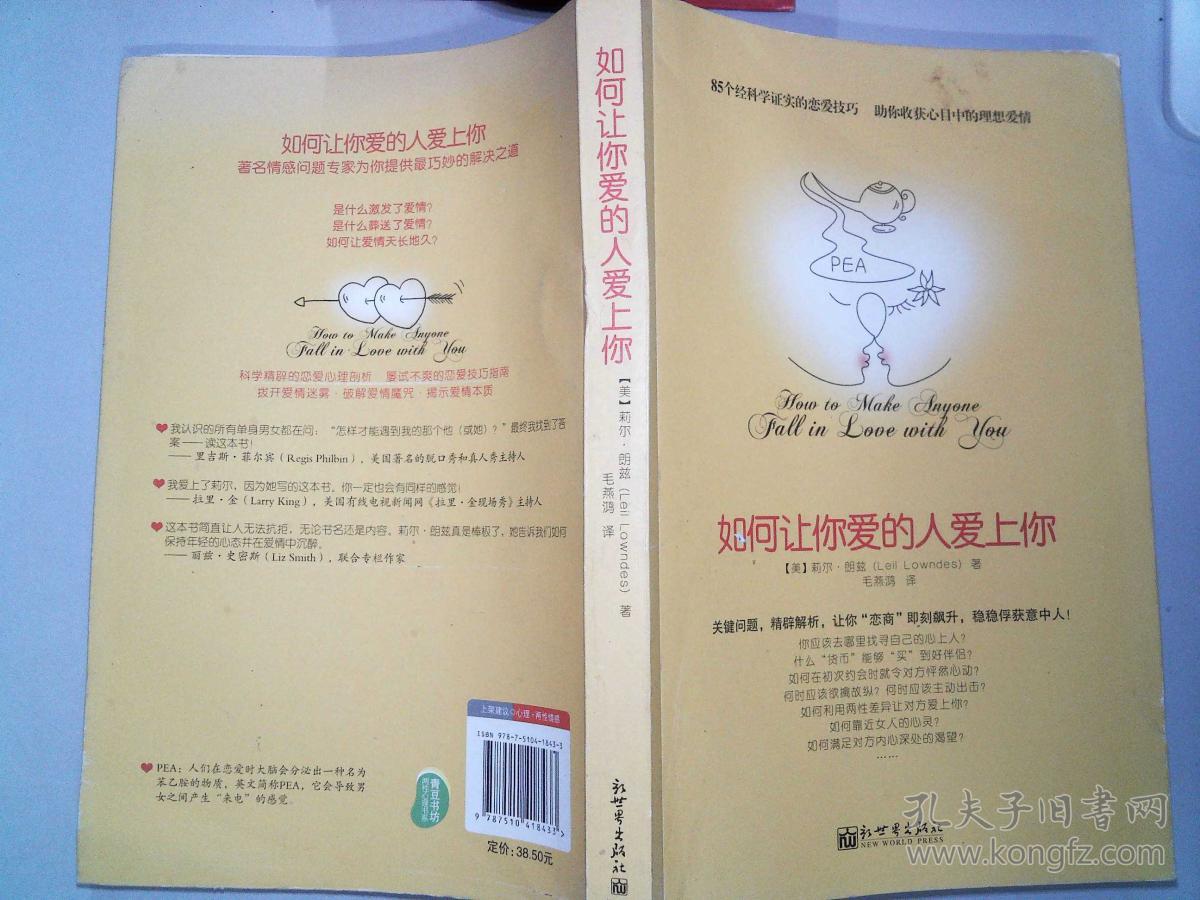 如何让你爱的人爱上你
著名情感问题专家为你提供最巧妙的解决之道
是什么激发了爱情?
是什么葬送了爱情?
如何让爱情天长地久?
How to Make Anyone
Fall in Love with You
科学精辟的恋爱心理剖析 屡试不爽的恋爱技巧指南
拨开爱情迷雾·破解爱情魔咒·揭示爱情本质
我认识的所有单身男女都在问:“怎样才能遇到我的那个他(或她)?”最终我找到了答
案——读这本书!
——里吉斯·菲尔宾(Regis Philbin),美国著名的脱口秀和真人秀主持人
我爱上了莉尔,因为她写的这本书。你一定也会有同样的感觉!
——拉里·金(Larry King),美国有线电视新闻网《拉里·金现场秀》主持人
这本书简直让人无法抗拒,无论书名还是内容。莉尔·朗兹真是棒极了,她告诉我们如何
保持年轻的心态并在爱情中沉醉。
——丽兹·史密斯(Liz Smith),联合专栏作家
PEA:人们在恋爱时大脑会分泌出一种名为
苯乙胺的物质,英文简称PEA,它会导致男
女之间产生“来电”的感觉。
青豆书坊
两性心理书系
上架建议○心理·两性情感
ISBN 978-7-5104-1843-3
9 787510 418433>
定价:38.50元
如何让你爱的人爱上你
【美】莉尔·朗兹(Leil Lowndes) 著
毛燕鸿 译
新世界出版社
85个经科学证实的恋爱技巧 助你收获心目中的理想爱情
PEA
How to Make Anyone
Fall in Love with You
如何让你爱的人爱上你
【美】莉尔·朗兹(Leil Lowndes) 著
毛燕鸿 译
关键问题,精辟解析,让你“恋商”即刻飙升,稳稳俘获意中人!
你应该去哪里找寻自己的心上人?
什么“货币”能够“买”到好伴侣?
如何在初次约会时就令对方怦然心动?
何时应该欲擒故纵?何时应该主动出击?
如何利用两性差异让对方爱上你?
如何靠近女人的心灵?
如何满足对方内心深处的渴望?
……
新世界出版社
NEW WORLD PRESS
孔夫子旧书网
www.kongfz.com